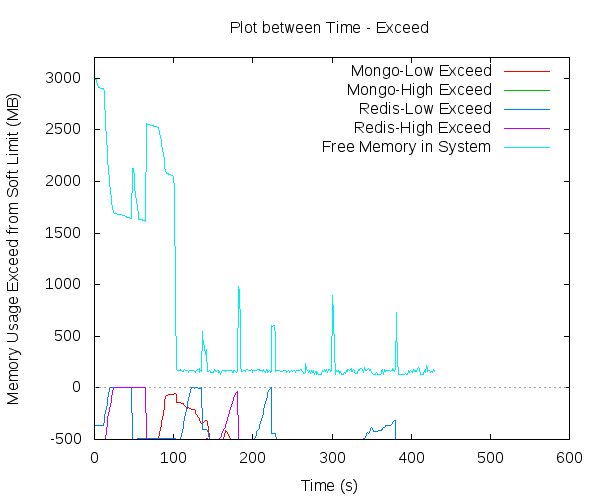 Plot between Time - Exceed
Memory Usage Exceed from Soft Limit (MB)
3000
2500
2000
1500
1000
500
0
-500
Mongo-Low Exceed
Mongo-High Exceed
Redis-Low Exceed
Redis-High Exceed
Free Memory in System
0 100 200 300 400 500 600
Time (s)